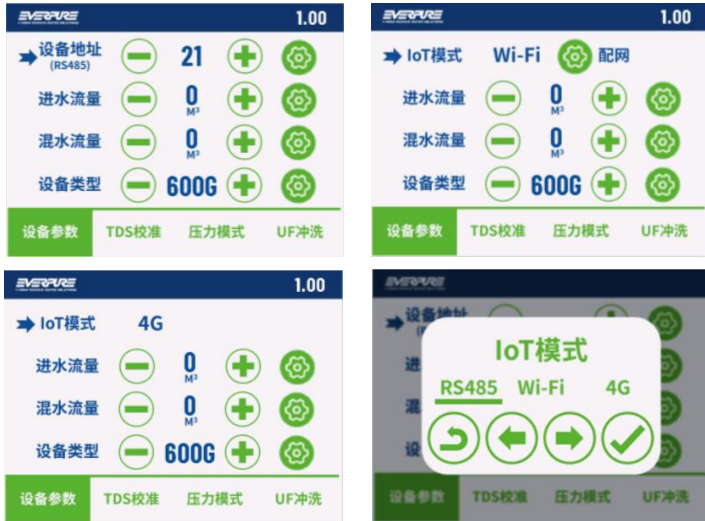 EVERPURE 1.00
设备地址 21
(RS485)
进水流量 0
M³
混水流量 0
M³
设备类型 600G
设备参数 TDS校准 压力模式 UF冲洗
EVERPURE 1.00
IoT模式 Wi-Fi 配网
进水流量 0
M³
混水流量 0
M³
设备类型 600G
设备参数 TDS校准 压力模式 UF冲洗
EVERPURE 1.00
IoT模式 4G
进水流量 0
M³
混水流量 0
M³
设备类型 600G
设备参数 TDS校准 压力模式 UF冲洗
EVERPURE 1.00
设备地址
进
混
设
IoT模式
RS485 Wi-Fi 4G
设备参数 TDS校准 压力模式 UF冲洗